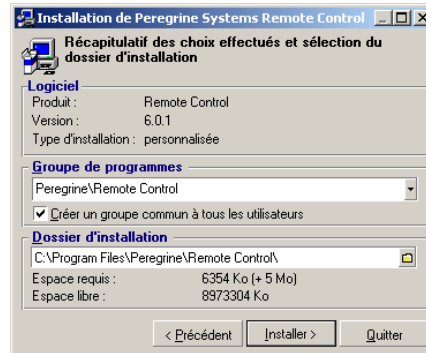 Installation de Peregrine Systems Remote Control
Récapitulatif des choix effectués et sélection du
dossier d'installation
Logiciel
Produit : Remote Control
Version : 6.0.1
Type d'installation : personnalisée
Groupe de programmes
Peregrine\Remote Control
Créer un groupe commun à tous les utilisateurs
Dossier d'installation
C:\Program Files\Peregrine\Remote Control\
Espace requis : 6354 Ko (+ 5 Mo)
Espace libre : 8973304 Ko
< Précédent Installer > Quitter